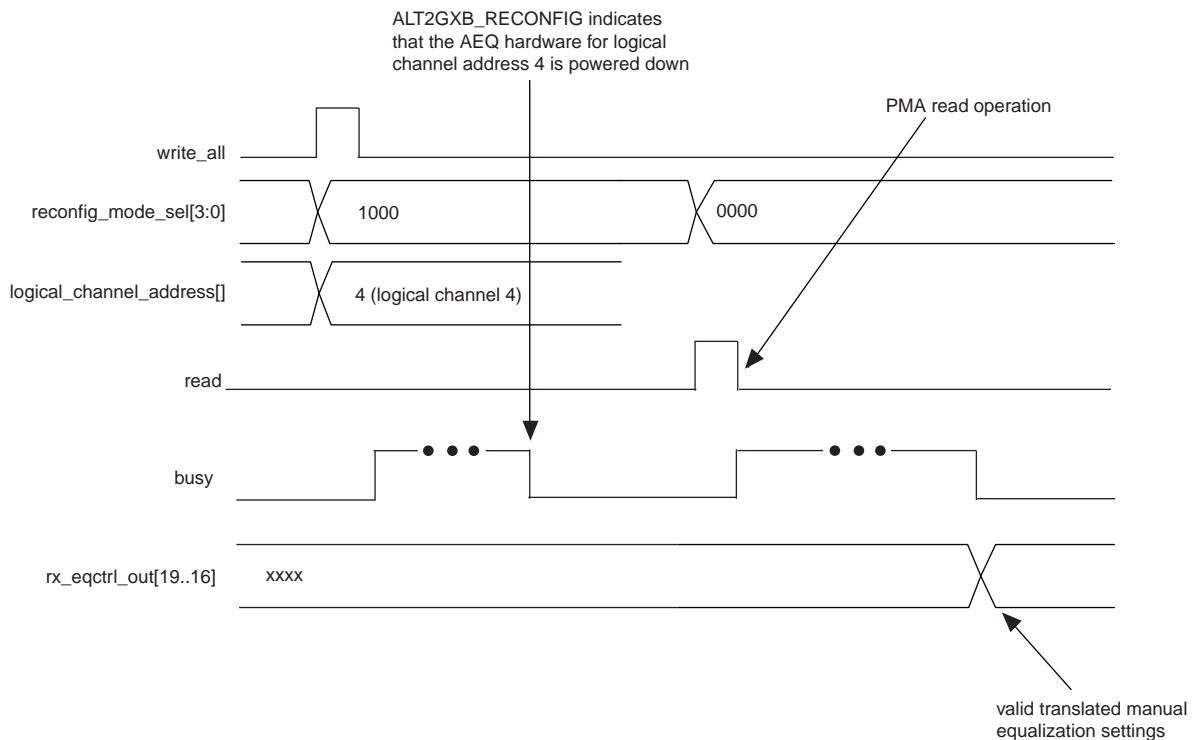 ALT2GXB_RECONFIG indicates
that the AEQ hardware for logical
channel address 4 is powered down
PMA read operation
write_all
reconfig_mode_sel[3:0]
1000
0000
logical_channel_address[]
4 (logical channel 4)
read
busy
rx_eqctrl_out[19..16]
xxxx
valid translated manual
equalization settings